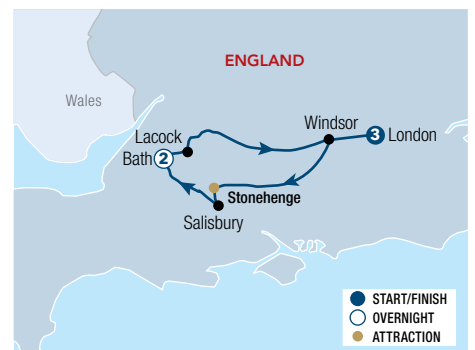 ENGLAND
Wales
Windsor
3 London
Lacock
Bath 2
Stonehenge
Salisbury
START/FINISH
OVERNIGHT
ATTRACTION